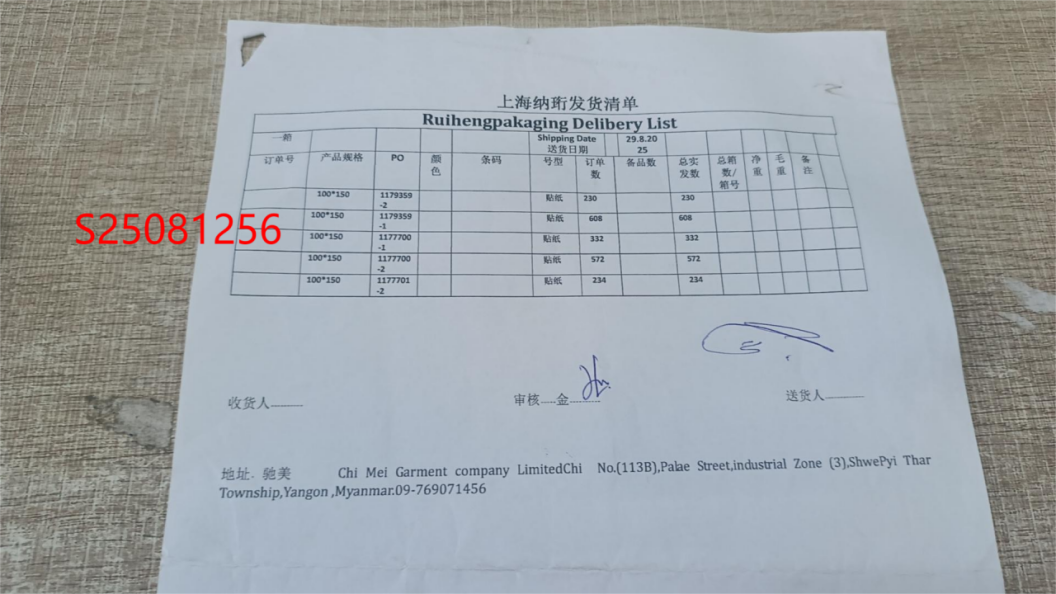 上海纳珩发货清单
Ruihengpakaging Delibery List
一箱 Shipping Date 送货日期 29.8.2025
订单号 产品规格 PO 颜色 条码 号型 订单数 备品数 总实发数 总箱数/箱号 净重 毛重 备注
100*150 1179359-2 贴纸 230 230
100*150 1179359-1 贴纸 608 608
S25081256
100*150 1177700-1 贴纸 332 332
100*150 1177700-2 贴纸 572 572
100*150 1177701-2 贴纸 234 234
收货人 审核.....金 送货人
地址. 驰美 Chi Mei Garment company LimitedChi No.(113B),Palae Street,industrial Zone (3),ShwePyi Thar
Township,Yangon ,Myanmar.09-769071456